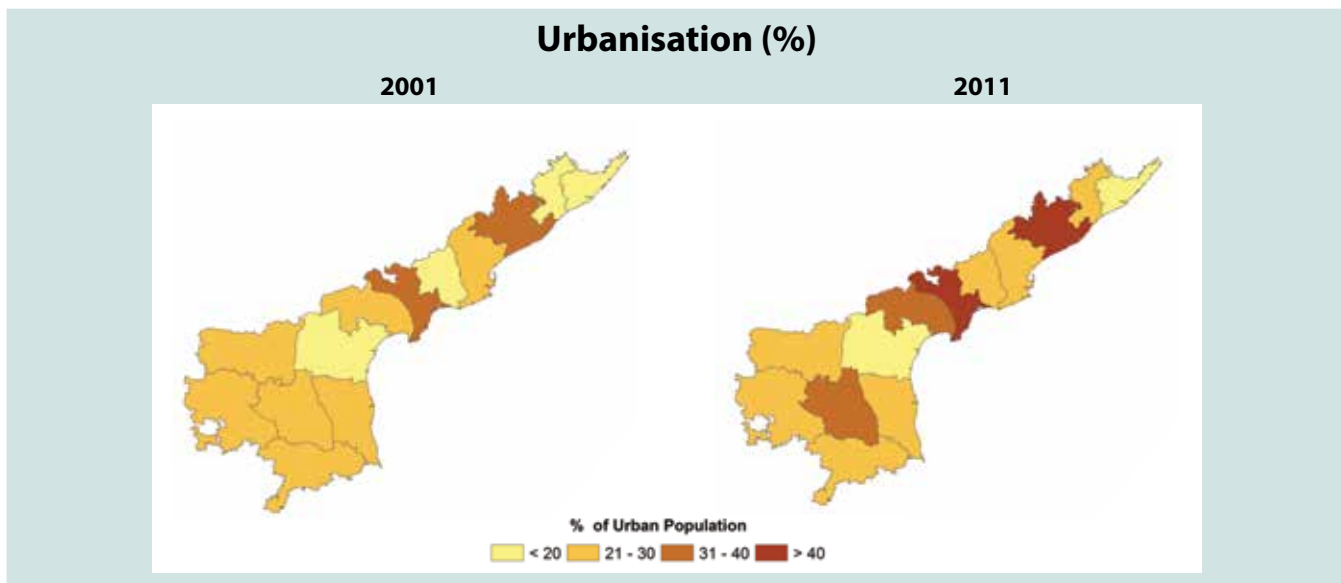 Urbanisation (%)
2001 2011
% of Urban Population
< 20 21 - 30 31 - 40 > 40